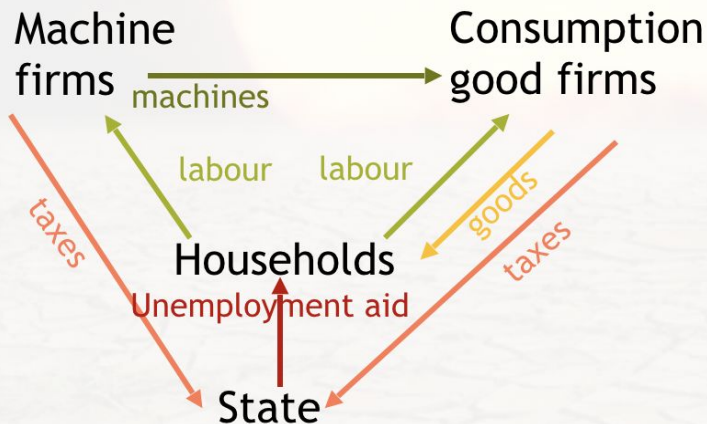 Machine
firms
Consumption
good firms
machines
labour
labour
goods
taxes
taxes
Households
Unemployment aid
State